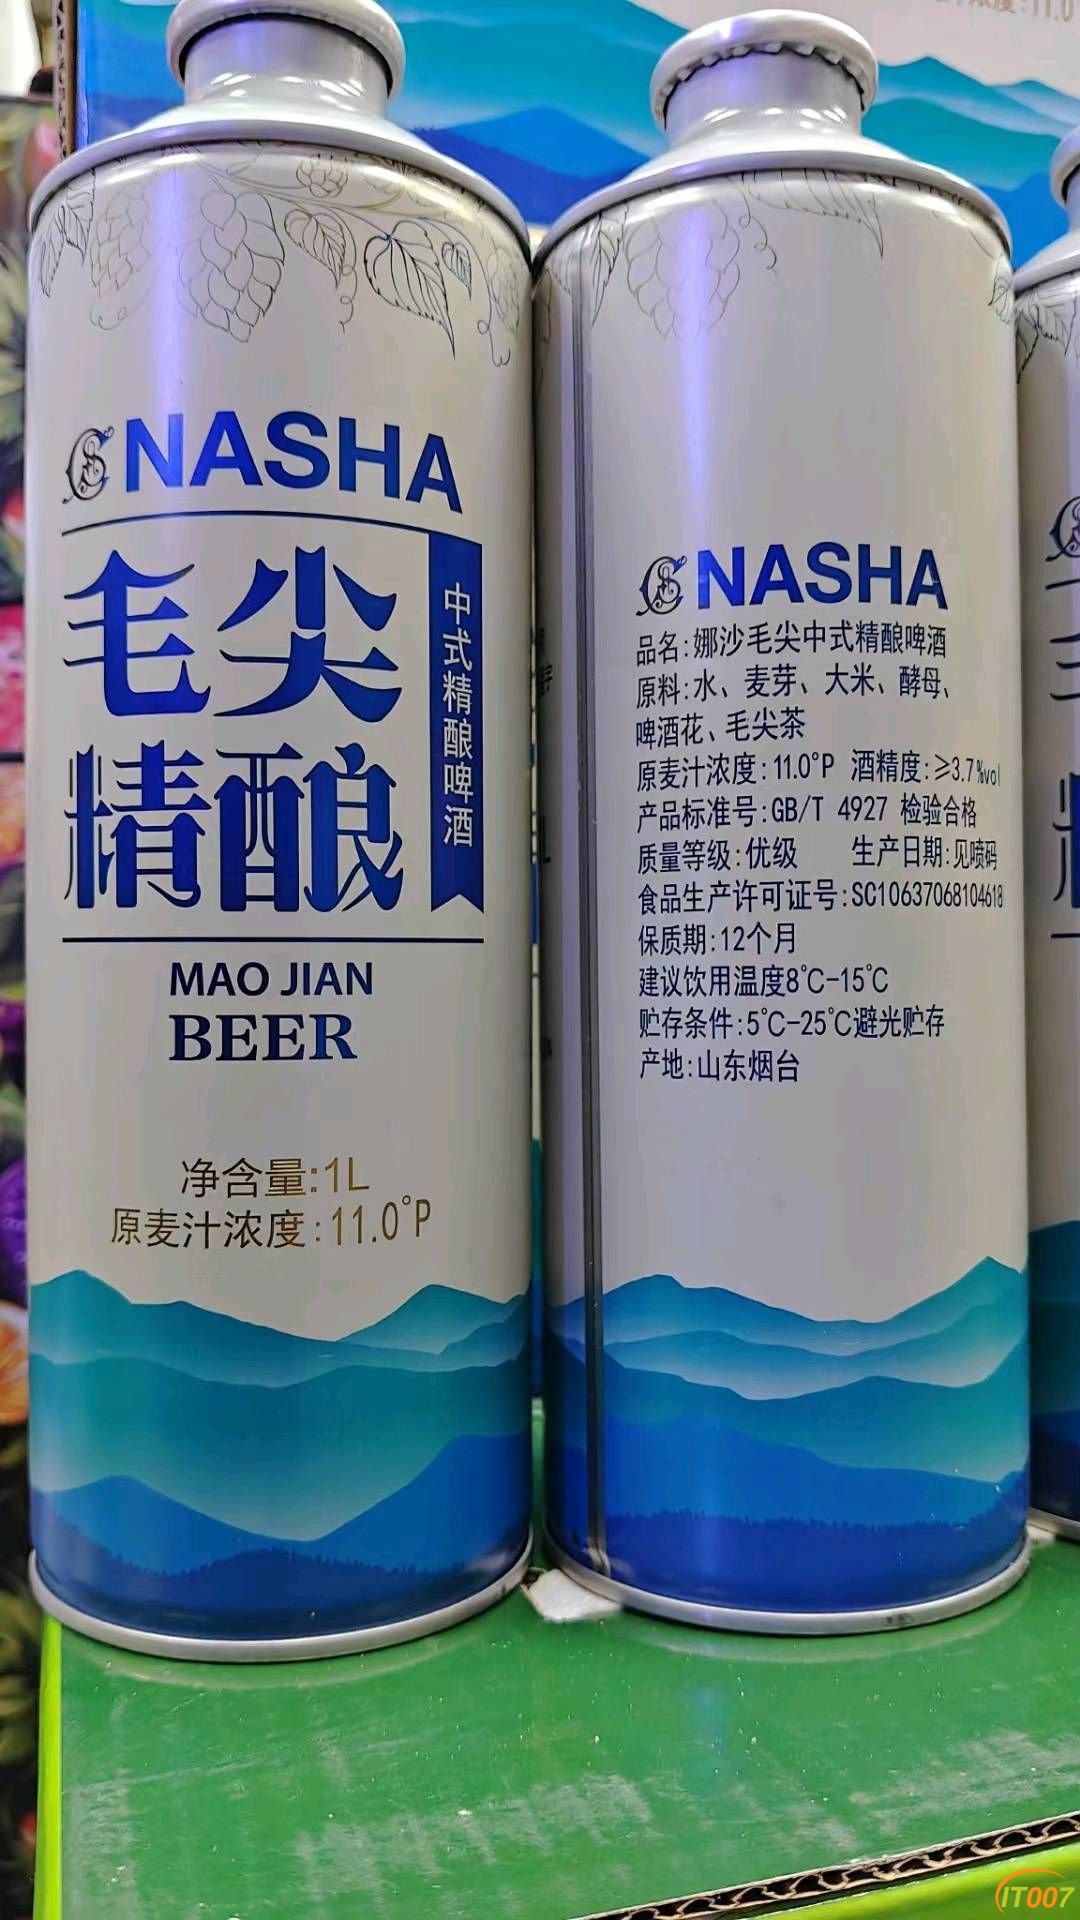 NASHA
毛尖
精酿
中式精酿啤酒
MAO JIAN
BEER
净含量:1L
原麦汁浓度:11.0°P
NASHA
品名:娜沙毛尖中式精酿啤酒
原料:水、麦芽、大米、酵母、
啤酒花、毛尖茶
原麦汁浓度:11.0°P 酒精度:≥3.7%vol
产品标准号:GB/T 4927 检验合格
质量等级:优级 生产日期:见喷码
食品生产许可证号:SC10637068104618
保质期:12个月
建议饮用温度8℃-15℃
贮存条件:5℃-25℃避光贮存
产地:山东烟台
IT007